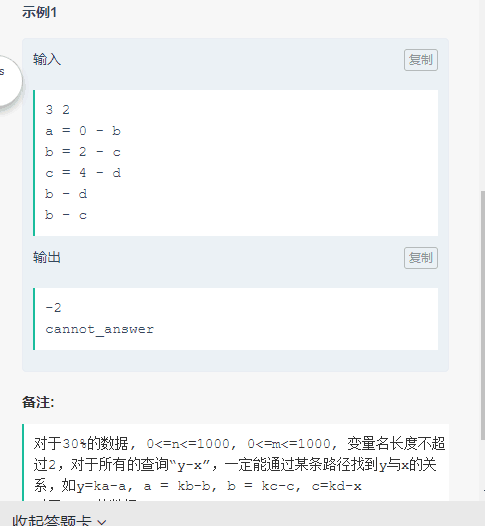 示例1
输入
复制
3 2
a = 0 - b
b = 2 - c
c = 4 - d
b - d
b - c
输出
复制
-2
cannot_answer
备注:
对于30%的数据, 0<=n<=1000, 0<=m<=1000, 变量名长度不超
过2，对于所有的查询“y-x”，一定能通过某条路径找到y与x的关
系，如y=ka-a, a = kb-b, b = kc-c, c=kd-x
收起答题卡
s